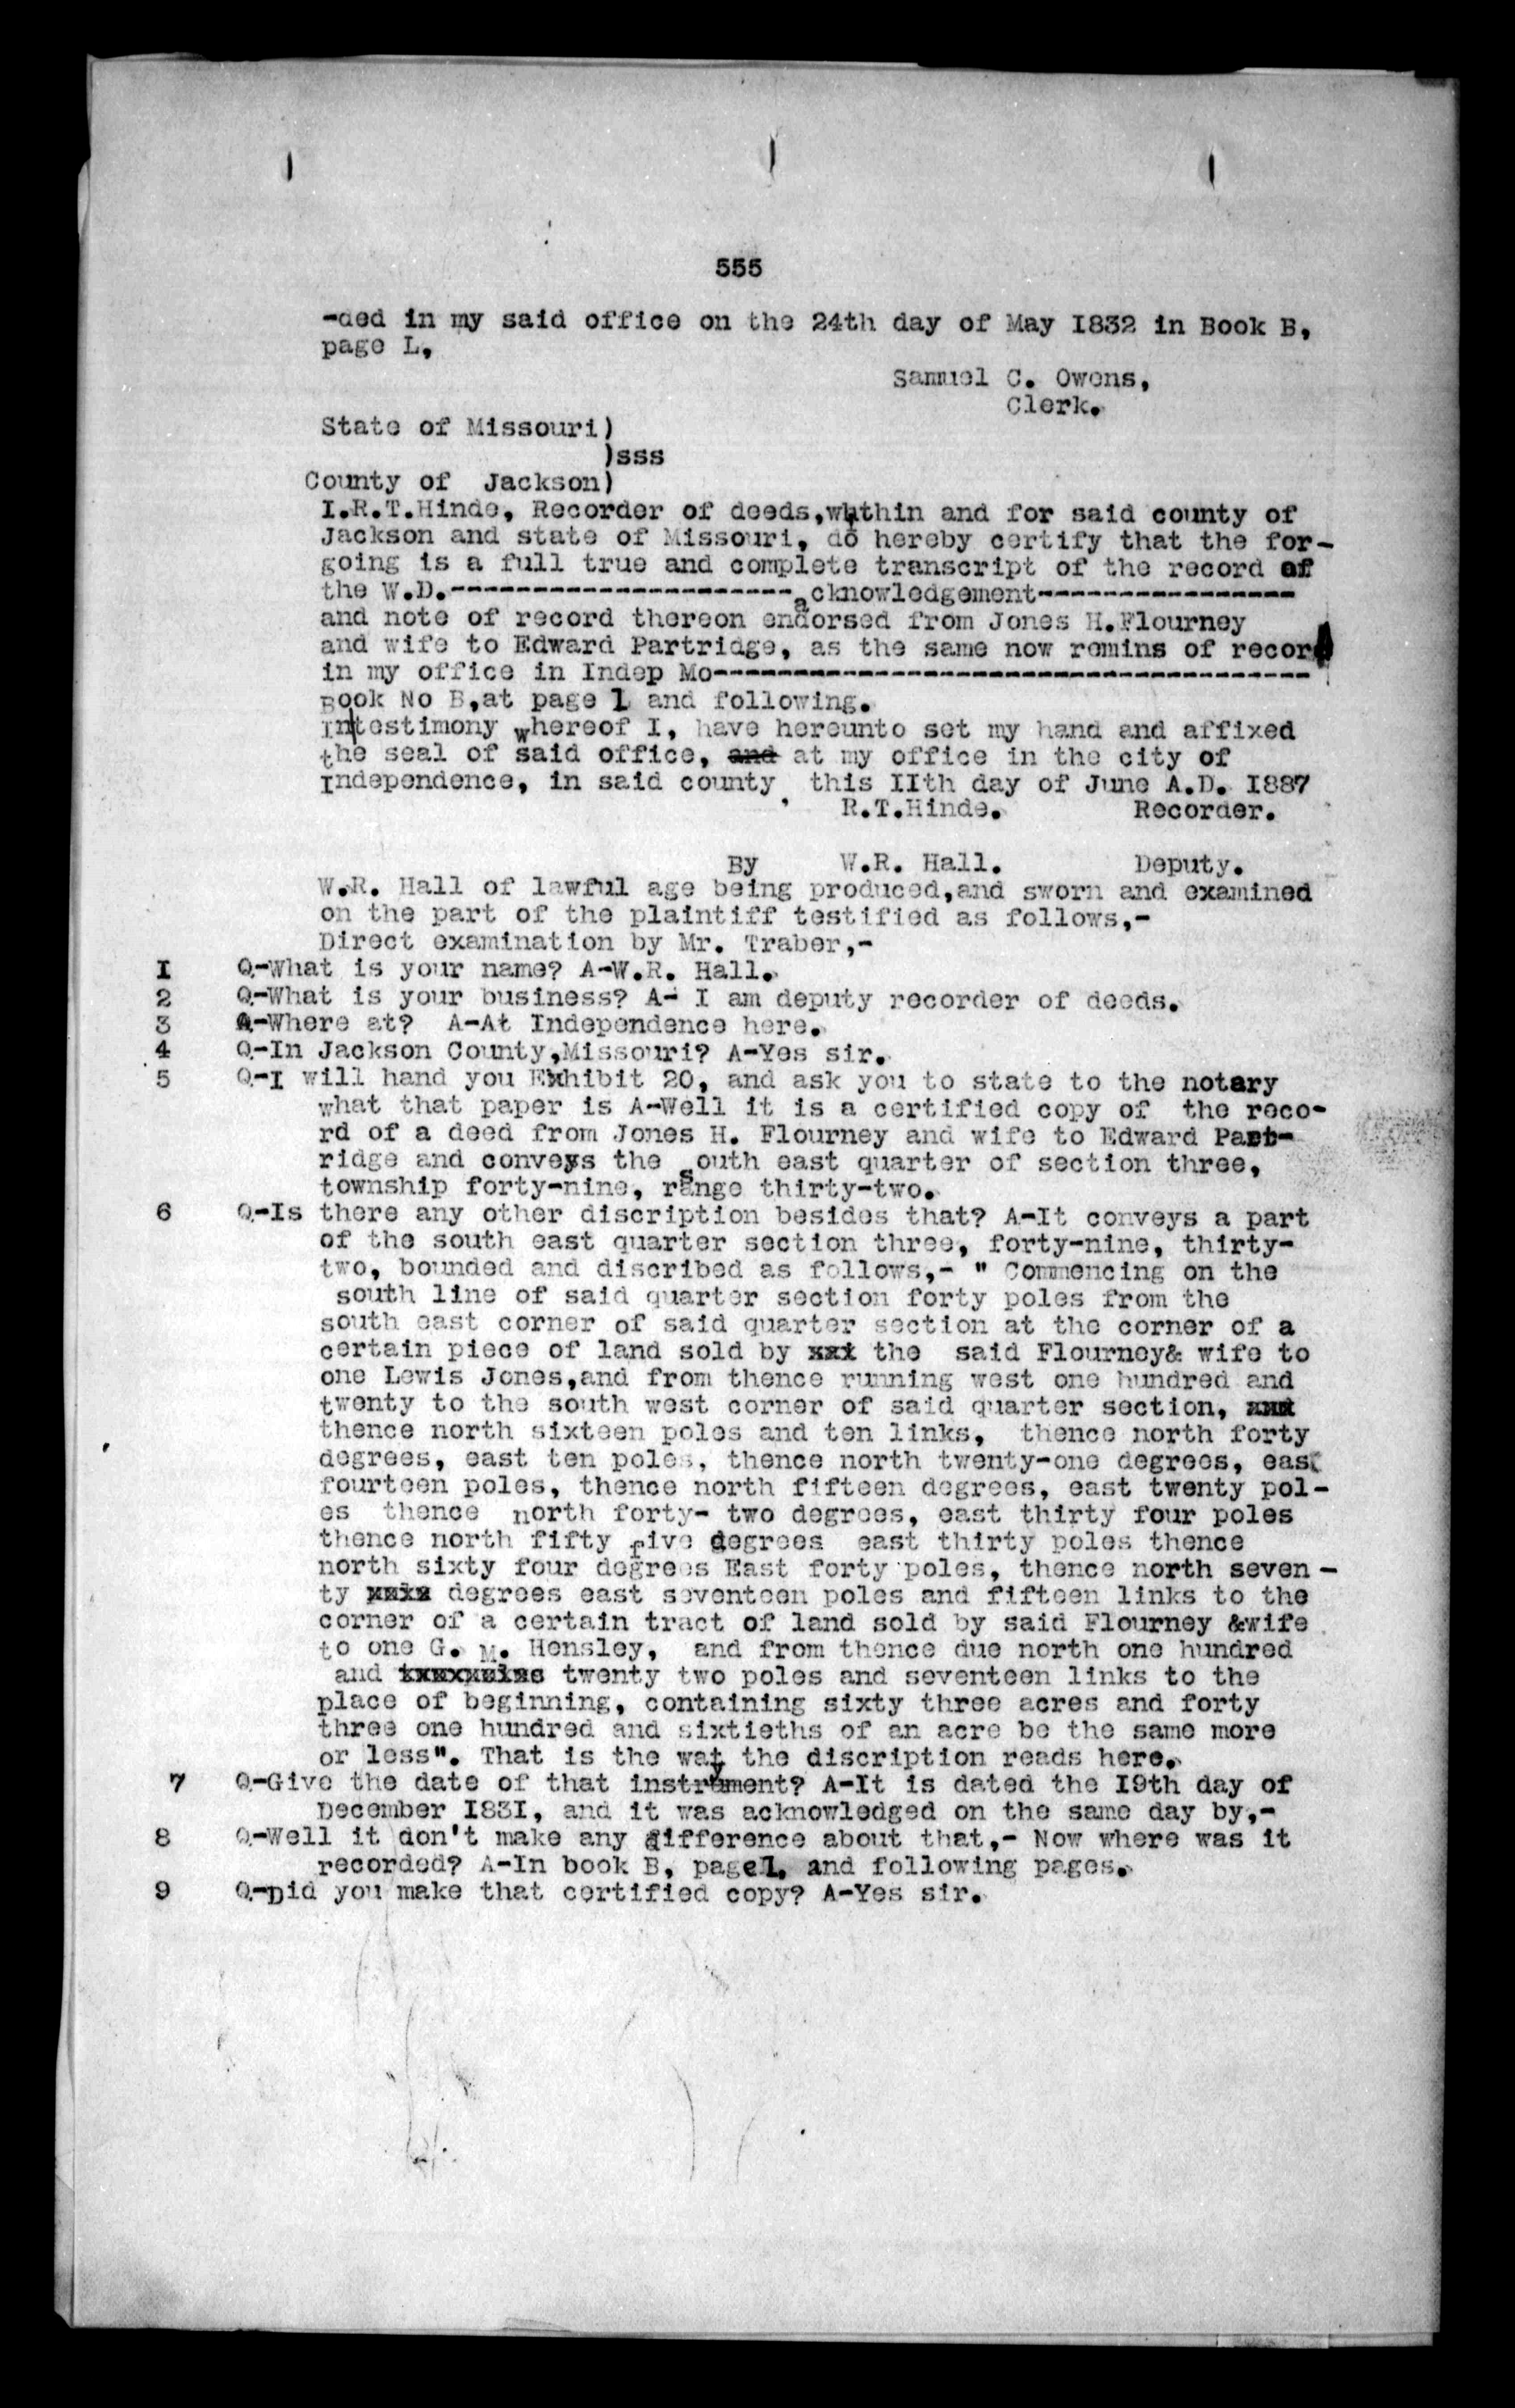 555
-ded in my said office on the 24th day of May I832 in Book B,
page L,
Samuel C. Owens,
Clerk.
State of Missouri)
)sss
County of Jackson)
I.R.T.Hinde, Recorder of deeds,within and for said county of
Jackson and state of Missouri, do hereby certify that the for-
going is a full true and complete transcript of the record of
the W.D.---------------------acknowledgement----------------
and note of record thereon endorsed from Jones H.Flourney
and wife to Edward Partridge, as the same now remins of record
in my office in Indep Mo-------------------------------------
Book No B,at page 1 and following.
In testimony whereof I, have hereunto set my hand and affixed
the seal of said office, and at my office in the city of
Independence, in said county, this IIth day of June A.D. I887
R.T.Hinde. Recorder.
By W.R. Hall. Deputy.
W.R. Hall of lawful age being produced,and sworn and examined
on the part of the plaintiff testified as follows,-
Direct examination by Mr. Traber,-
I Q-What is your name? A-W.R. Hall.
2 Q-What is your business? A- I am deputy recorder of deeds.
3 Q-Where at? A-At Independence here.
4 Q-In Jackson County,Missouri? A-Yes sir.
5 Q-I will hand you Exhibit 20, and ask you to state to the notary
what that paper is A-Well it is a certified copy of the reco-
rd of a deed from Jones H. Flourney and wife to Edward Part-
ridge and conveys the south east quarter of section three,
township forty-nine, range thirty-two.
6 Q-Is there any other discription besides that? A-It conveys a part
of the south east quarter section three, forty-nine, thirty-
two, bounded and discribed as follows,- " Commencing on the
south line of said quarter section forty poles from the
south east corner of said quarter section at the corner of a
certain piece of land sold by xxi the said Flourney& wife to
one Lewis Jones,and from thence running west one hundred and
twenty to the south west corner of said quarter section, and
thence north sixteen poles and ten links, thence north forty
degrees, east ten poles, thence north twenty-one degrees, east
fourteen poles, thence north fifteen degrees, east twenty pol-
es thence north forty- two degrees, east thirty four poles
thence north fifty five degrees east thirty poles thence
north sixty four degrees East forty poles, thence north seven -
ty degrees east seventeen poles and fifteen links to the
corner of a certain tract of land sold by said Flourney &wife
to one G. M. Hensley, and from thence due north one hundred
and twenty two poles and seventeen links to the
place of beginning, containing sixty three acres and forty
three one hundred and sixtieths of an acre be the same more
or less". That is the way the discription reads here.
7 Q-Give the date of that instrument? A-It is dated the I9th day of
December I83I, and it was acknowledged on the same day by,-
8 Q-Well it don't make any difference about that,- Now where was it
recorded? A-In book B, page1, and following pages.
9 Q-Did you make that certified copy? A-Yes sir.